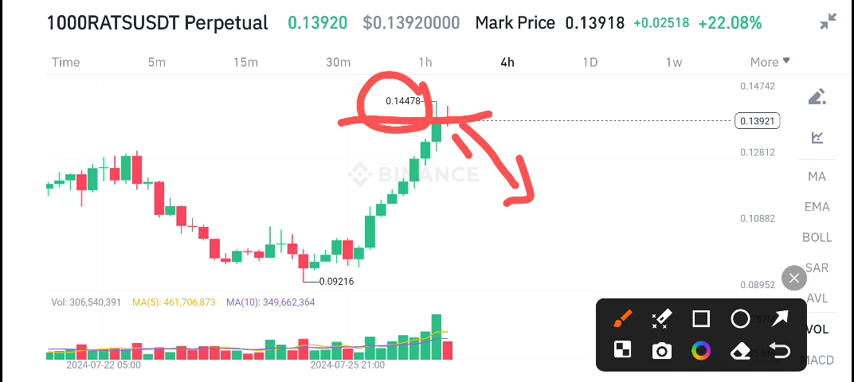 1000RATSUSDT Perpetual 0.13920 $0.13920000 Mark Price 0.13918 +0.02518 +22.08%
Time 5m 15m 30m 1h 4h 1D 1w More
0.14742
0.14478
0.13921
0.12812
BINANCE
MA
EMA
0.10882
BOLL
SAR
0.09216
0.08952
AVL
Vol: 306,540,391 MA(5): 461,706,873 MA(10): 349,662,364
VOL
MACD
2024-07-22 05:00 2024-07-25 21:00